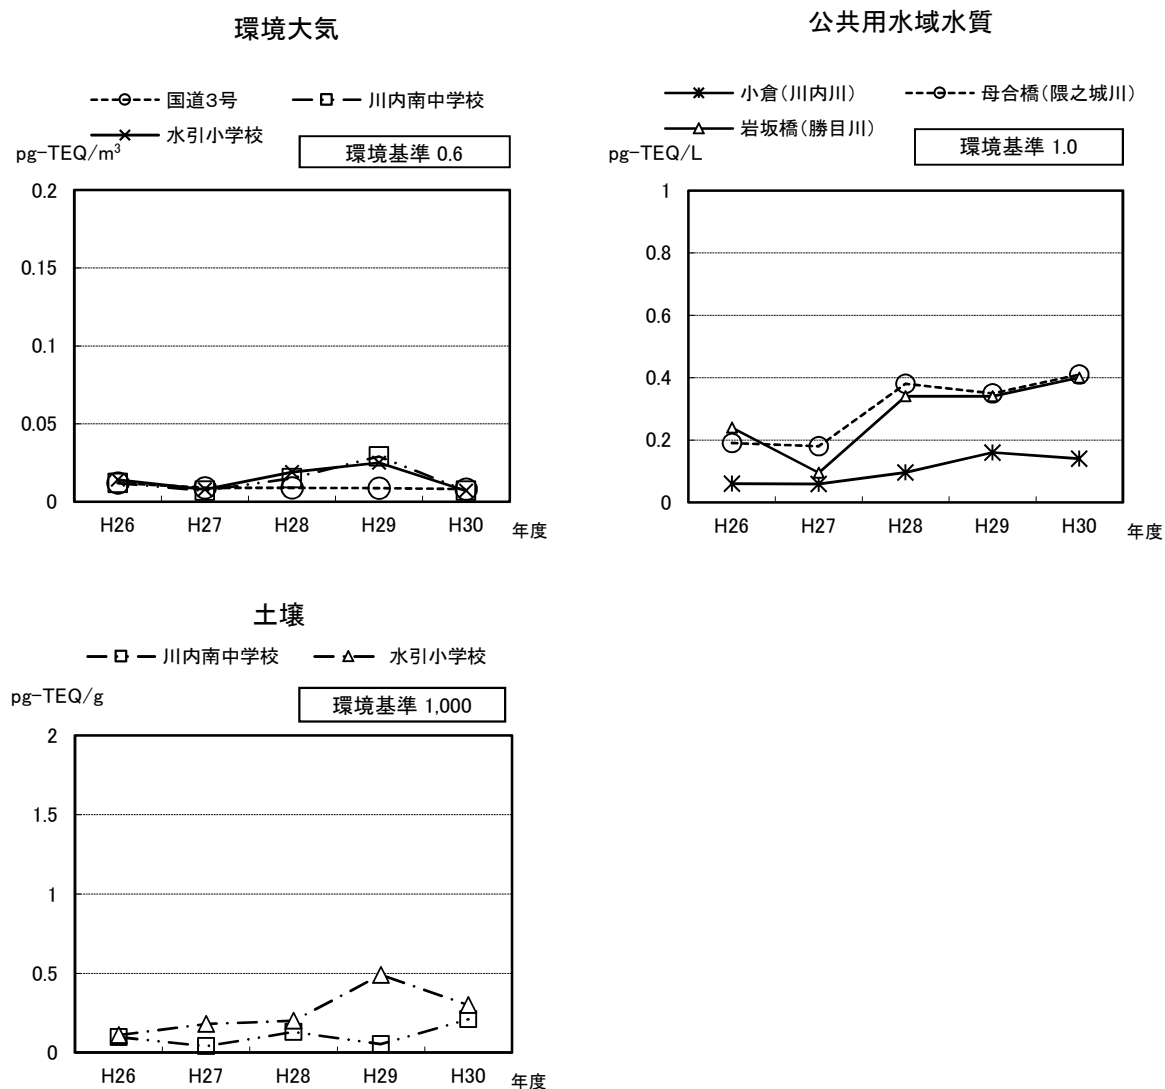 環境大気
国道3号
川内南中学校
水引小学校
pg-TEQ/m³
環境基準 0.6
0.2
0.15
0.1
0.05
0
H26 H27 H28 H29 H30 年度
公共用水域水質
小倉(川内川)
母合橋(隈之城川)
岩坂橋(勝目川)
pg-TEQ/L
環境基準 1.0
1
0.8
0.6
0.4
0.2
0
H26 H27 H28 H29 H30 年度
土壌
川内南中学校 水引小学校
pg-TEQ/g
環境基準 1,000
2
1.5
1
0.5
0
H26 H27 H28 H29 H30 年度